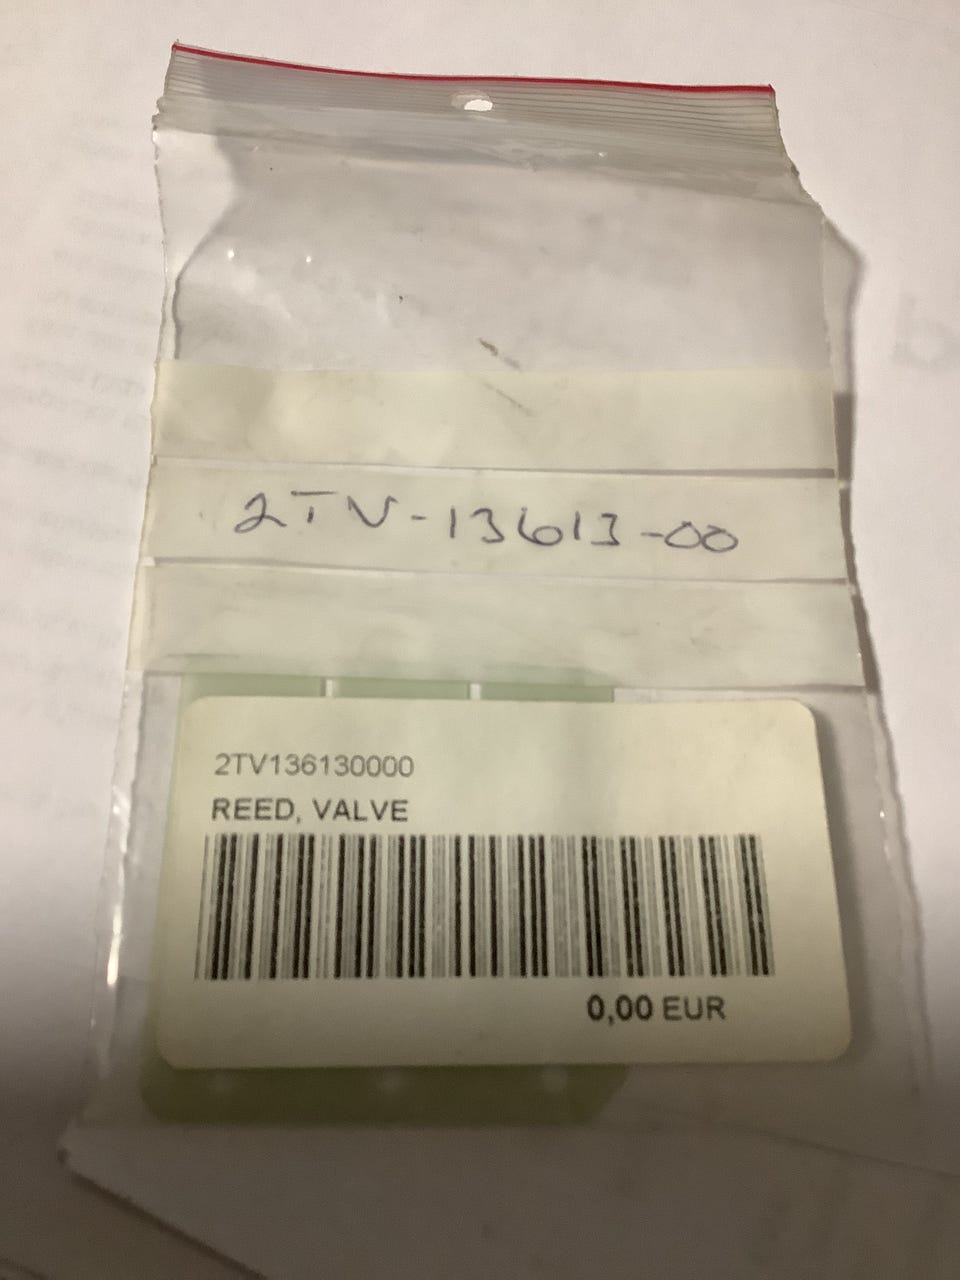 2TV-13613-00
2TV136130000
REED, VALVE
0,00 EUR